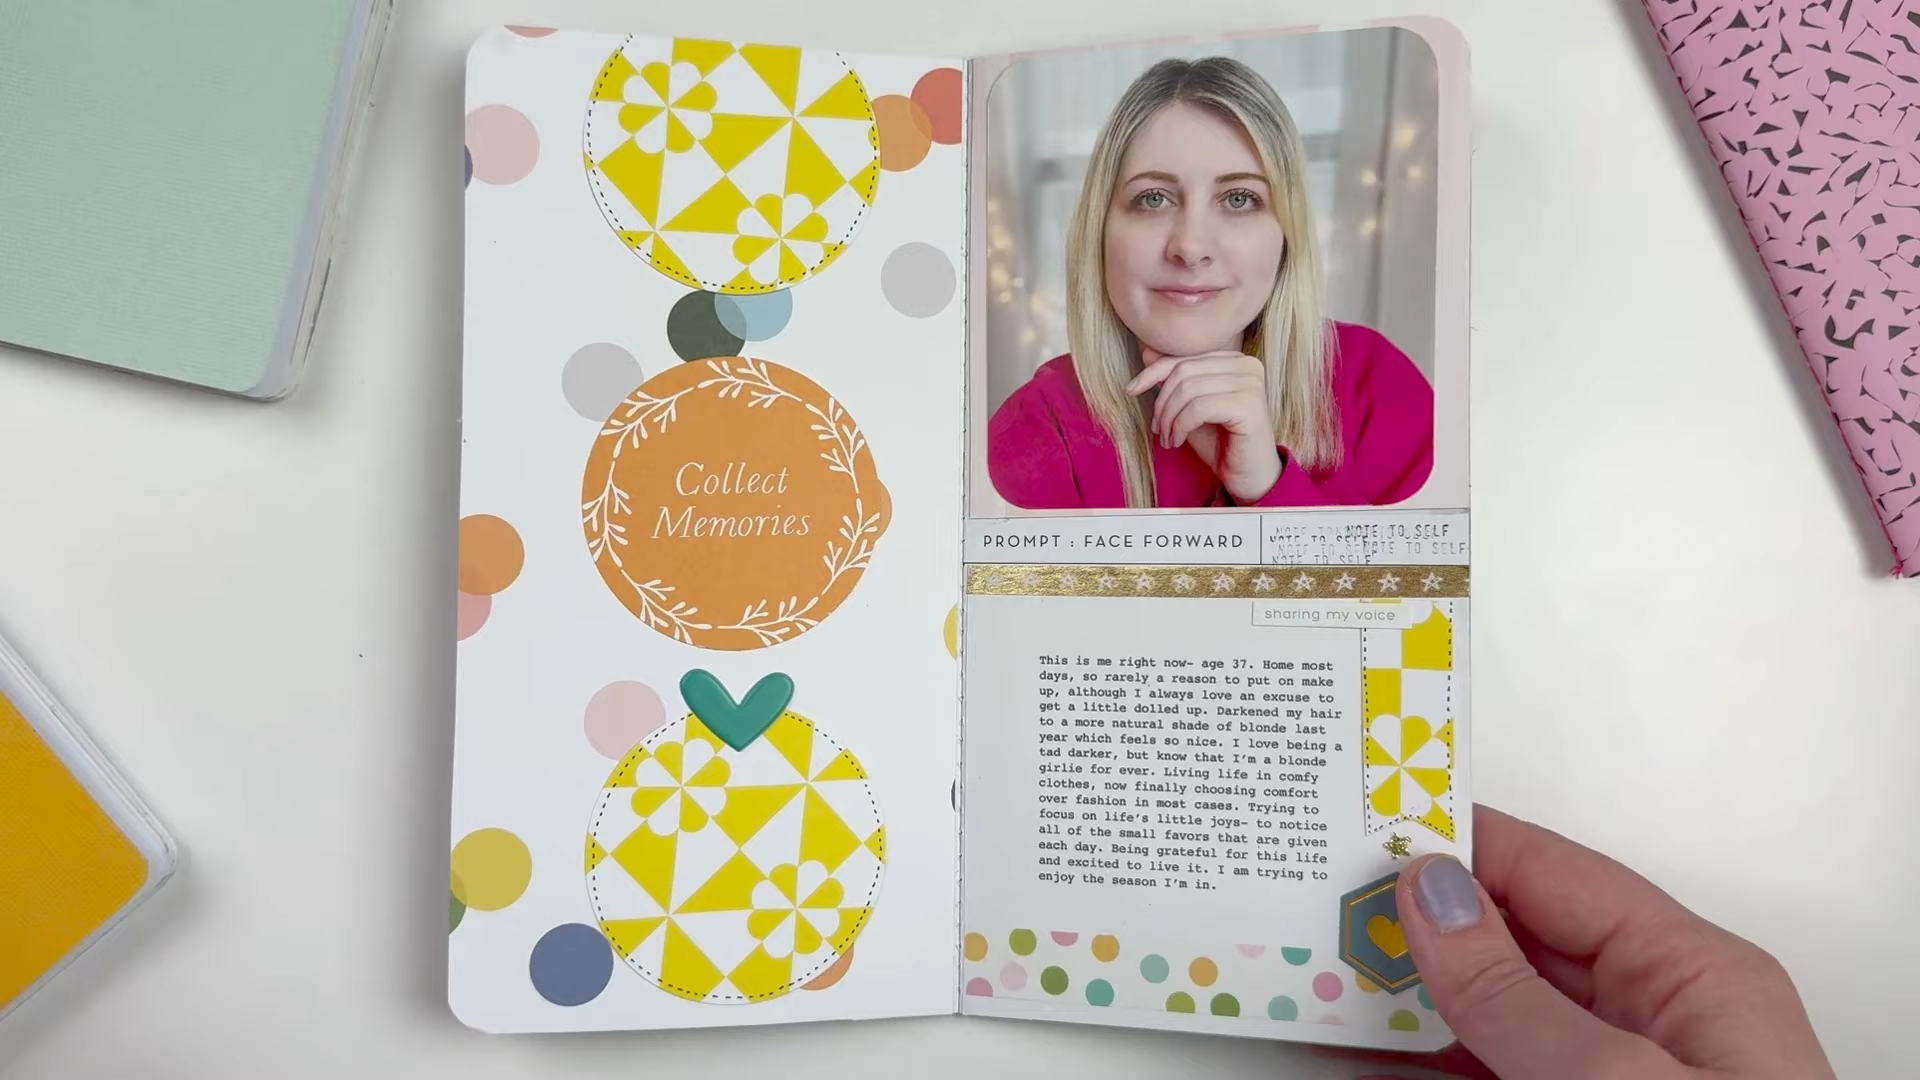 Collect
Memories
PROMPT : FACE FORWARD
NOTE TO SELF
NOTE TO SELF
NOTE TO SELF
sharing my voice
This is me right now- age 37. Home most
days, so rarely a reason to put on make
up, although I always love an excuse to
get a little dolled up. Darkened my hair
to a more natural shade of blonde last
year which feels so nice. I love being a
tad darker, but know that I'm a blonde
girlie for ever. Living life in comfy
clothes, now finally choosing comfort
over fashion in most cases. Trying to
focus on life's little joys- to notice
all of the small favors that are given
each day. Being grateful for this life
and excited to live it. I am trying to
enjoy the season I'm in.